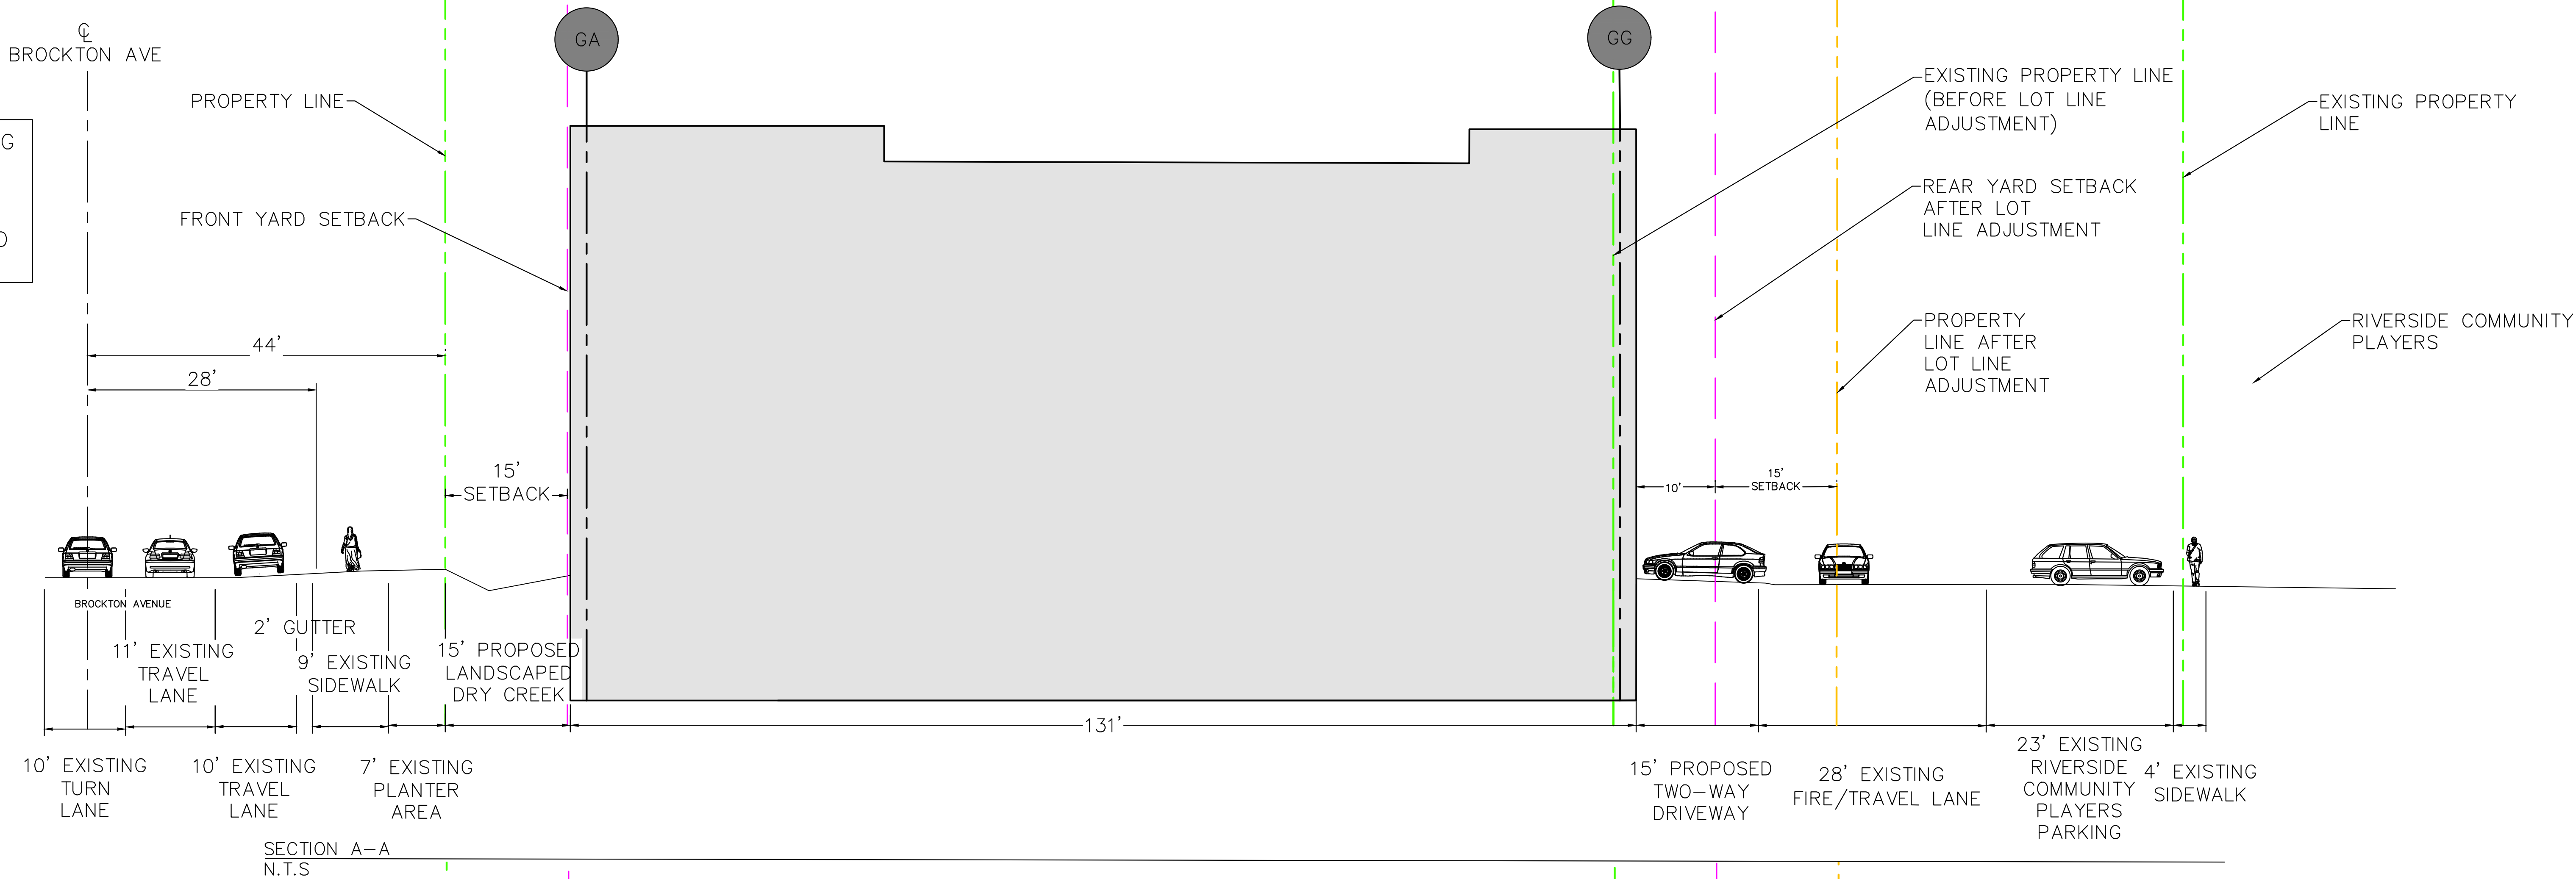 ℄
BROCKTON AVE
GA
GG
G
D
PROPERTY LINE
FRONT YARD SETBACK
EXISTING PROPERTY LINE
(BEFORE LOT LINE
ADJUSTMENT)
EXISTING PROPERTY
LINE
REAR YARD SETBACK
AFTER LOT
LINE ADJUSTMENT
PROPERTY
LINE AFTER
LOT LINE
ADJUSTMENT
RIVERSIDE COMMUNITY
PLAYERS
44'
28'
15'
SETBACK
10'
15'
SETBACK
BROCKTON AVENUE
2' GUTTER
11' EXISTING
TRAVEL
LANE
9' EXISTING
SIDEWALK
15' PROPOSED
LANDSCAPED
DRY CREEK
131'
10' EXISTING
TURN
LANE
10' EXISTING
TRAVEL
LANE
7' EXISTING
PLANTER
AREA
15' PROPOSED
TWO-WAY
DRIVEWAY
28' EXISTING
FIRE/TRAVEL LANE
23' EXISTING
RIVERSIDE
COMMUNITY
PLAYERS
PARKING
4' EXISTING
SIDEWALK
SECTION A-A
N.T.S